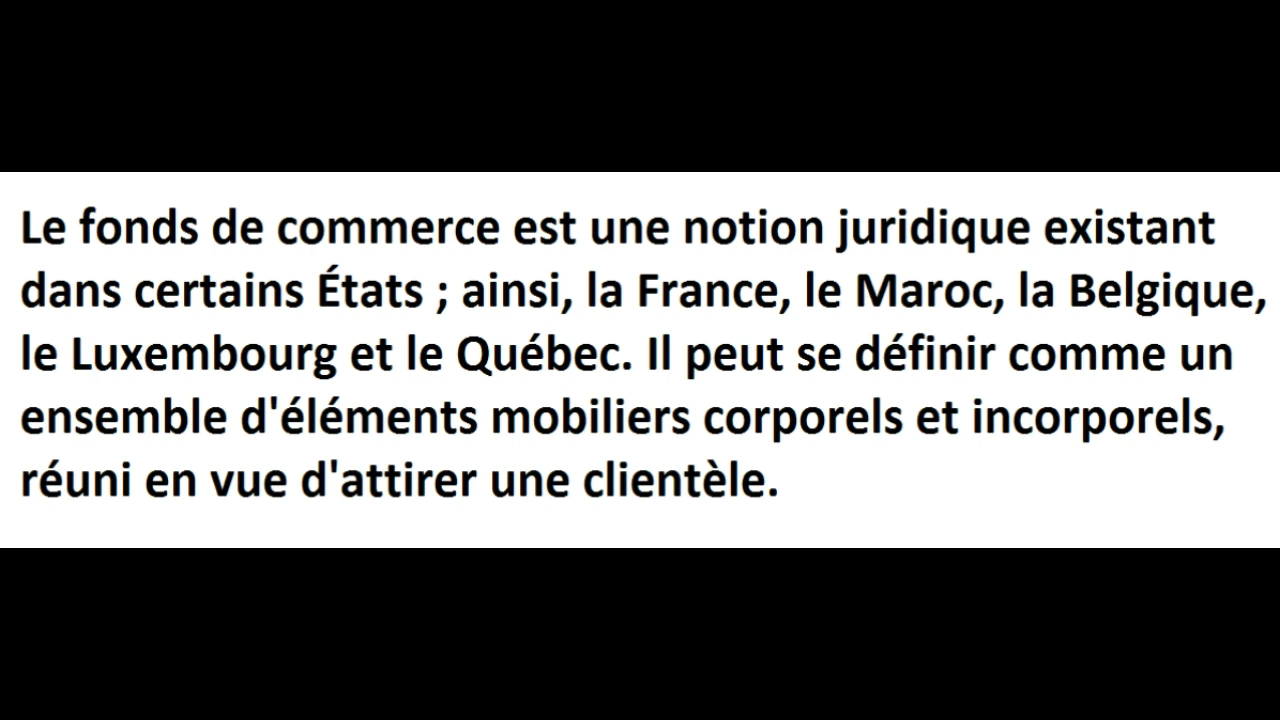 Le fonds de commerce est une notion juridique existant
dans certains États ; ainsi, la France, le Maroc, la Belgique,
le Luxembourg et le Québec. Il peut se définir comme un
ensemble d'éléments mobiliers corporels et incorporels,
réuni en vue d'attirer une clientèle.